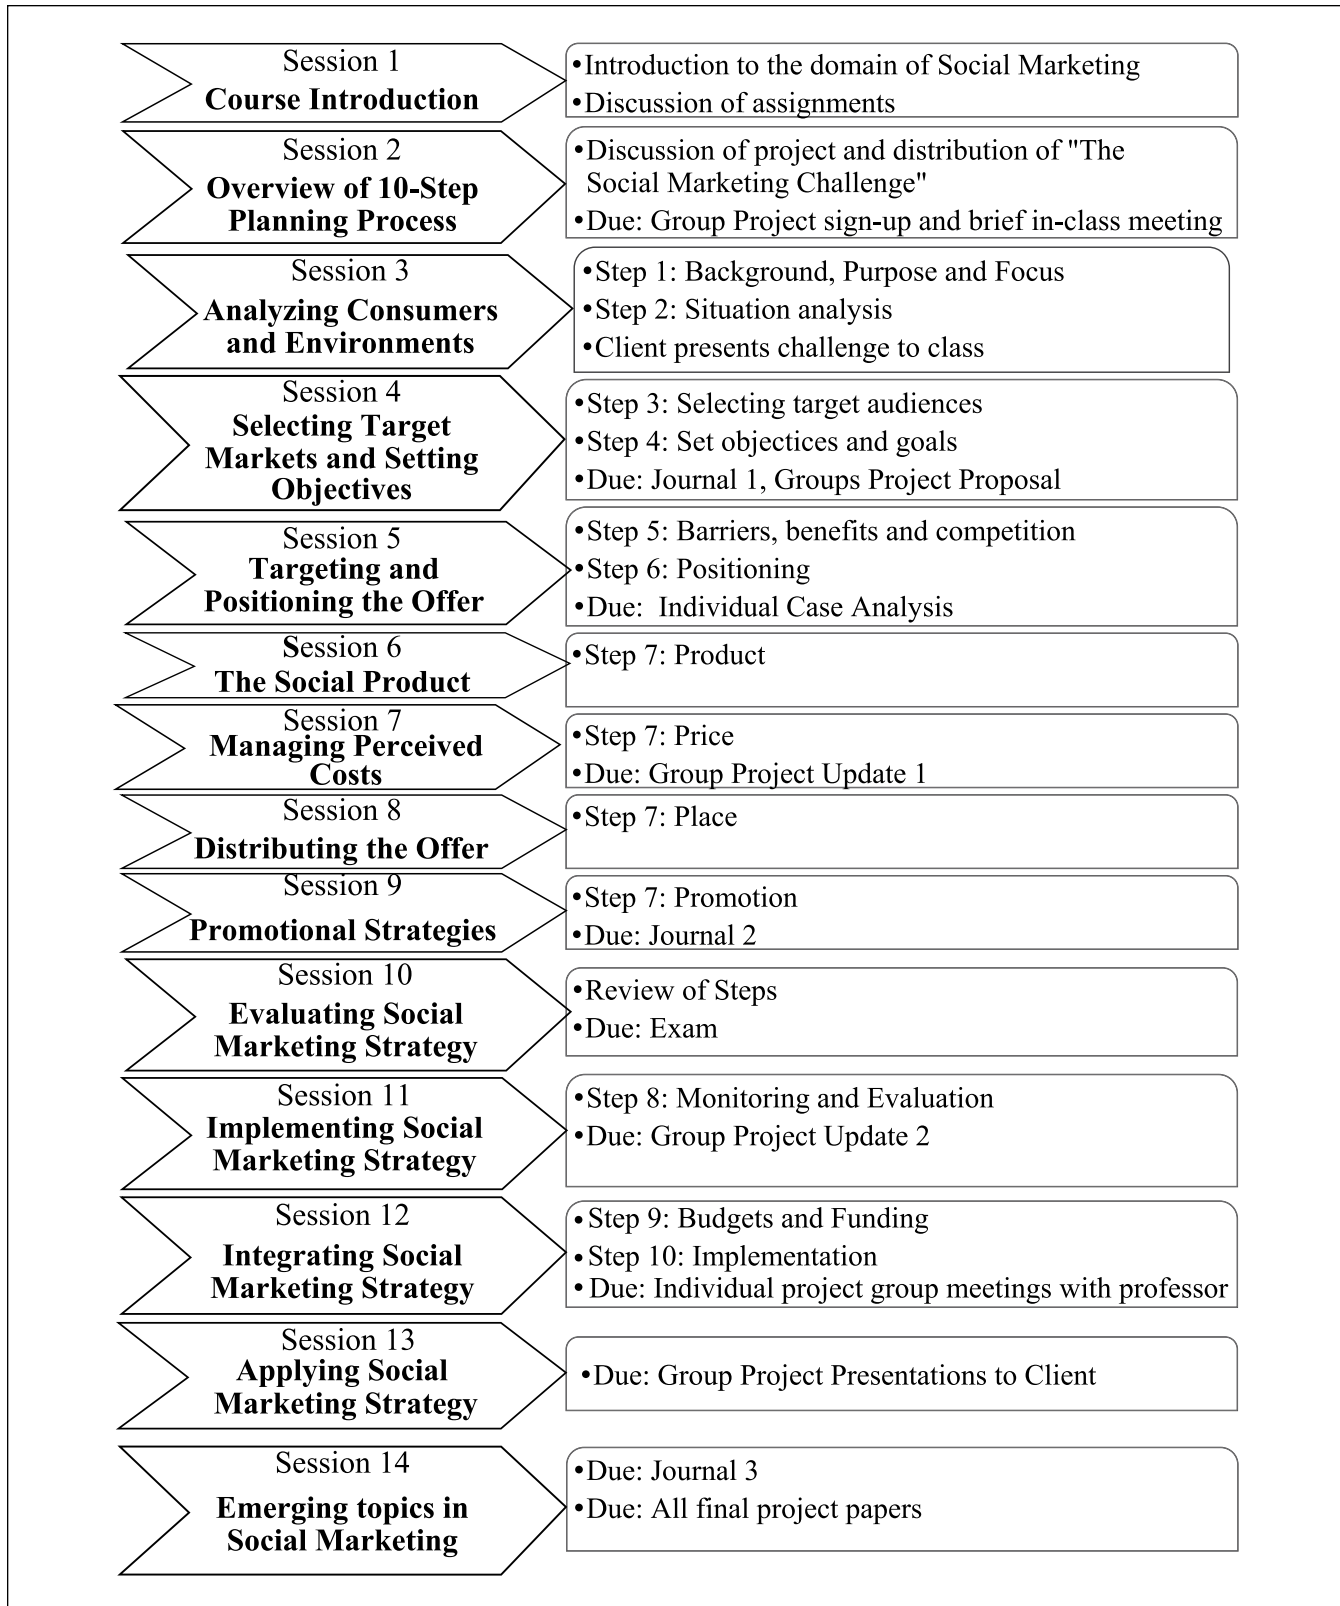 Session 1
Course Introduction
•Introduction to the domain of Social Marketing
•Discussion of assignments
Session 2
Overview of 10-Step
Planning Process
•Discussion of project and distribution of "The
Social Marketing Challenge"
•Due: Group Project sign-up and brief in-class meeting
Session 3
Analyzing Consumers
and Environments
•Step 1: Background, Purpose and Focus
•Step 2: Situation analysis
•Client presents challenge to class
Session 4
Selecting Target
Markets and Setting
Objectives
•Step 3: Selecting target audiences
•Step 4: Set objectices and goals
•Due: Journal 1, Groups Project Proposal
Session 5
Targeting and
Positioning the Offer
•Step 5: Barriers, benefits and competition
•Step 6: Positioning
•Due: Individual Case Analysis
Session 6
The Social Product
•Step 7: Product
Session 7
Managing Perceived
Costs
•Step 7: Price
•Due: Group Project Update 1
Session 8
Distributing the Offer
•Step 7: Place
Session 9
Promotional Strategies
•Step 7: Promotion
•Due: Journal 2
Session 10
Evaluating Social
Marketing Strategy
•Review of Steps
•Due: Exam
Session 11
Implementing Social
Marketing Strategy
•Step 8: Monitoring and Evaluation
•Due: Group Project Update 2
Session 12
Integrating Social
Marketing Strategy
•Step 9: Budgets and Funding
•Step 10: Implementation
• Due: Individual project group meetings with professor
Session 13
Applying Social
Marketing Strategy
•Due: Group Project Presentations to Client
Session 14
Emerging topics in
Social Marketing
•Due: Journal 3
•Due: All final project papers